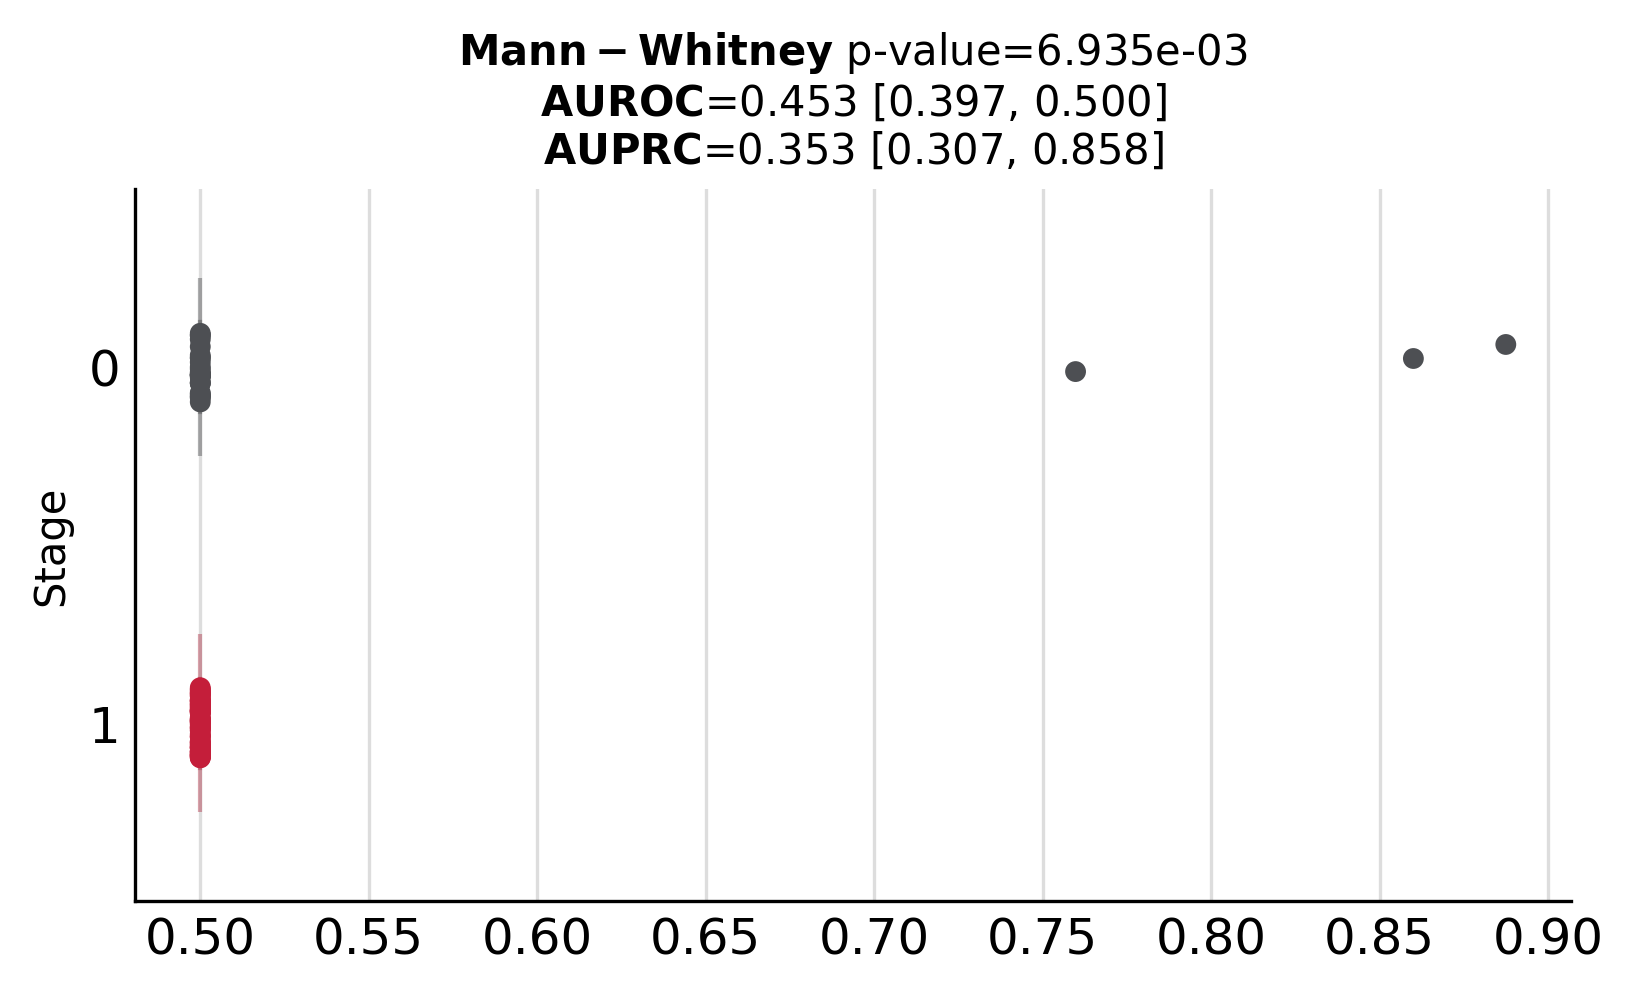 Mann − Whitney p-value=6.935e-03
AUROC=0.453 [0.397, 0.500]
AUPRC=0.353 [0.307, 0.858]
0
Stage
1
0.50 0.55 0.60 0.65 0.70 0.75 0.80 0.85 0.90